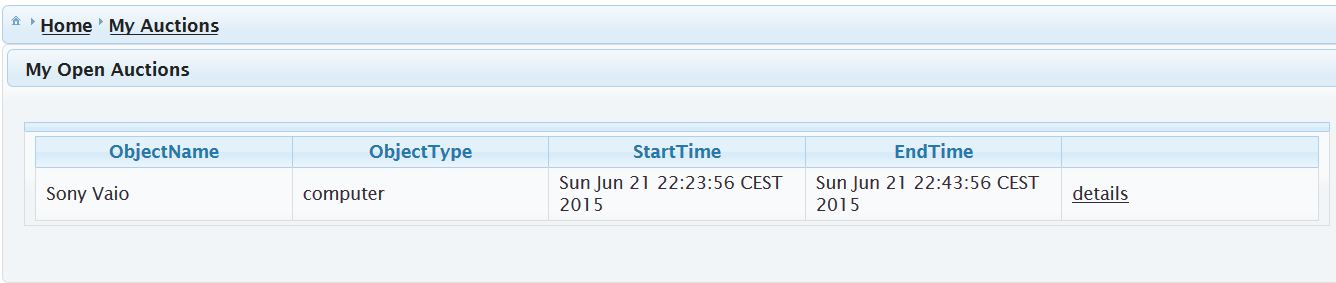 Home My Auctions
My Open Auctions
ObjectName ObjectType StartTime EndTime
Sony Vaio computer Sun Jun 21 22:23:56 CEST 2015 Sun Jun 21 22:43:56 CEST 2015 details